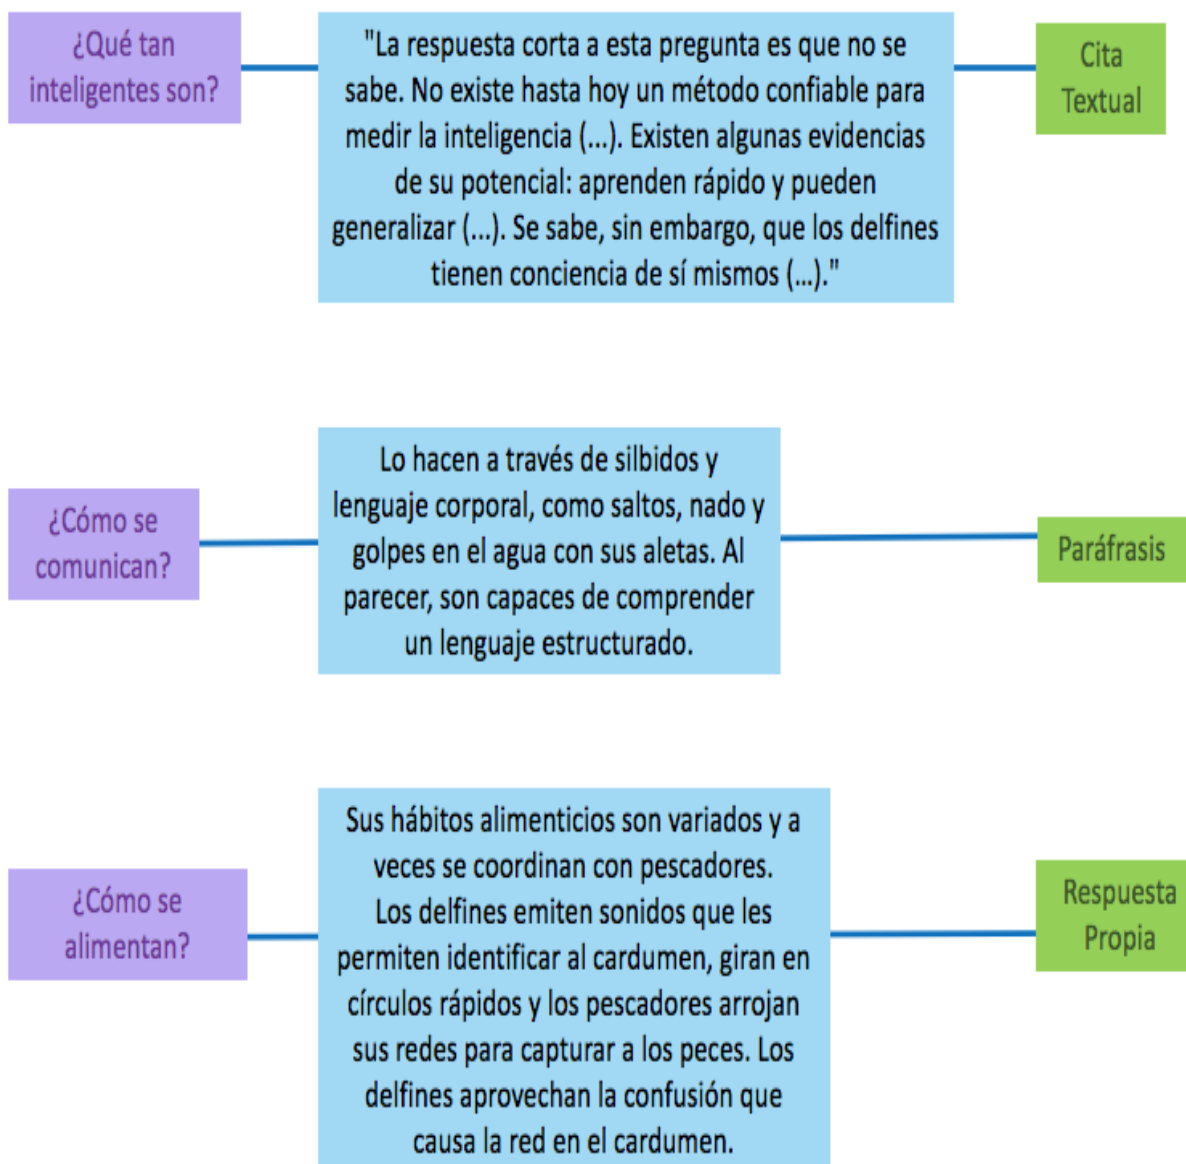 ¿Qué tan
inteligentes son?
"La respuesta corta a esta pregunta es que no se
sabe. No existe hasta hoy un método confiable para
medir la inteligencia (...). Existen algunas evidencias
de su potencial: aprenden rápido y pueden
generalizar (...). Se sabe, sin embargo, que los delfines
tienen conciencia de sí mismos (...)."
Cita
Textual
¿Cómo se
comunican?
Lo hacen a través de silbidos y
lenguaje corporal, como saltos, nado y
golpes en el agua con sus aletas. Al
parecer, son capaces de comprender
un lenguaje estructurado.
Paráfrasis
¿Cómo se
alimentan?
Sus hábitos alimenticios son variados y a
veces se coordinan con pescadores.
Los delfines emiten sonidos que les
permiten identificar al cardumen, giran en
círculos rápidos y los pescadores arrojan
sus redes para capturar a los peces. Los
delfines aprovechan la confusión que
causa la red en el cardumen.
Respuesta
Propia